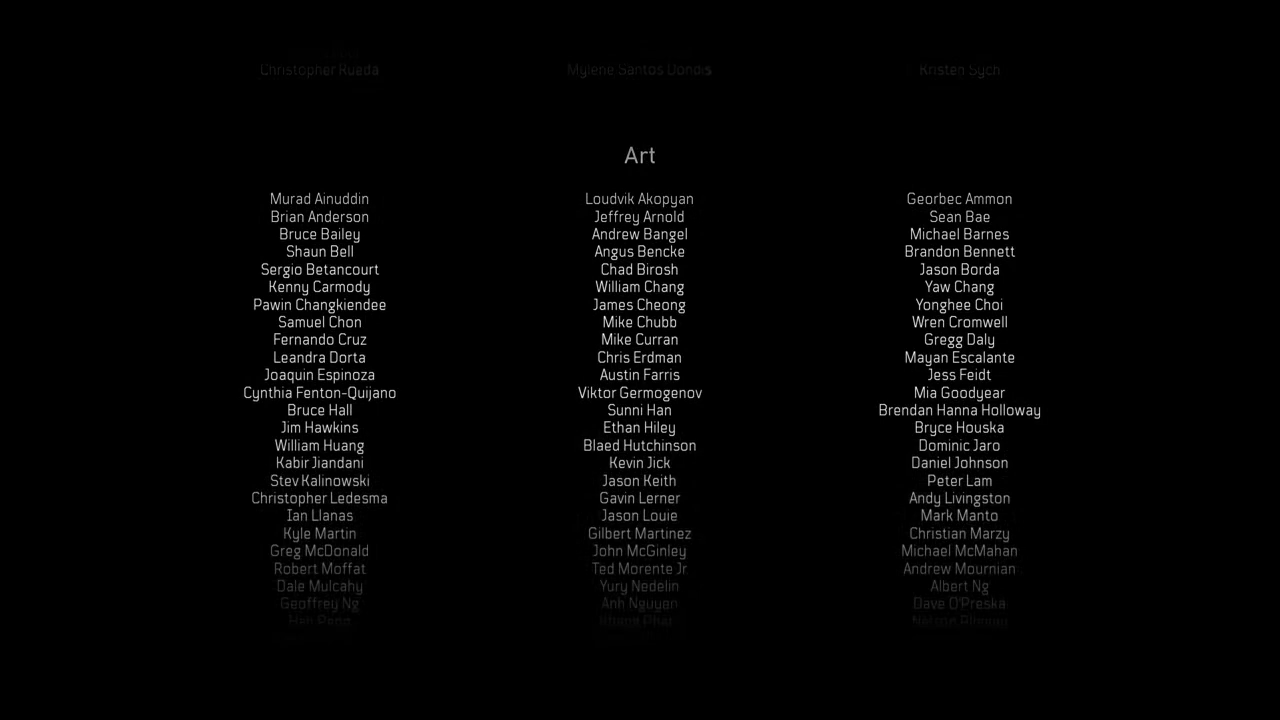 Christopher Rueda Mylene Santos Dondis Kristen Sych
Art
Murad Ainuddin Loudvik Akopyan Georbec Ammon
Brian Anderson Jeffrey Arnold Sean Bae
Bruce Bailey Andrew Bangel Michael Barnes
Shaun Bell Angus Bencke Brandon Bennett
Sergio Betancourt Chad Birosh Jason Borda
Kenny Carmody William Chang Yaw Chang
Pawin Changkiendee James Cheong Yonghee Choi
Samuel Chon Mike Chubb Wren Cromwell
Fernando Cruz Mike Curran Gregg Daly
Leandra Dorta Chris Erdman Mayan Escalante
Joaquin Espinoza Austin Farris Jess Feidt
Cynthia Fenton-Quijano Viktor Germogenov Mia Goodyear
Bruce Hall Sunni Han Brendan Hanna Holloway
Jim Hawkins Ethan Hiley Bryce Houska
William Huang Blaed Hutchinson Dominic Jaro
Kabir Jiandani Kevin Jick Daniel Johnson
Stev Kalinowski Jason Keith Peter Lam
Christopher Ledesma Gavin Lerner Andy Livingston
Ian Llanas Jason Louie Mark Manto
Kyle Martin Gilbert Martinez Christian Marzy
Greg McDonald John McGinley Michael McMahan
Robert Moffat Ted Morente Jr. Andrew Mournian
Dale Mulcahy Yury Nedelin Albert Ng
Geoffrey Ng Anh Nguyen Dave O'Preska